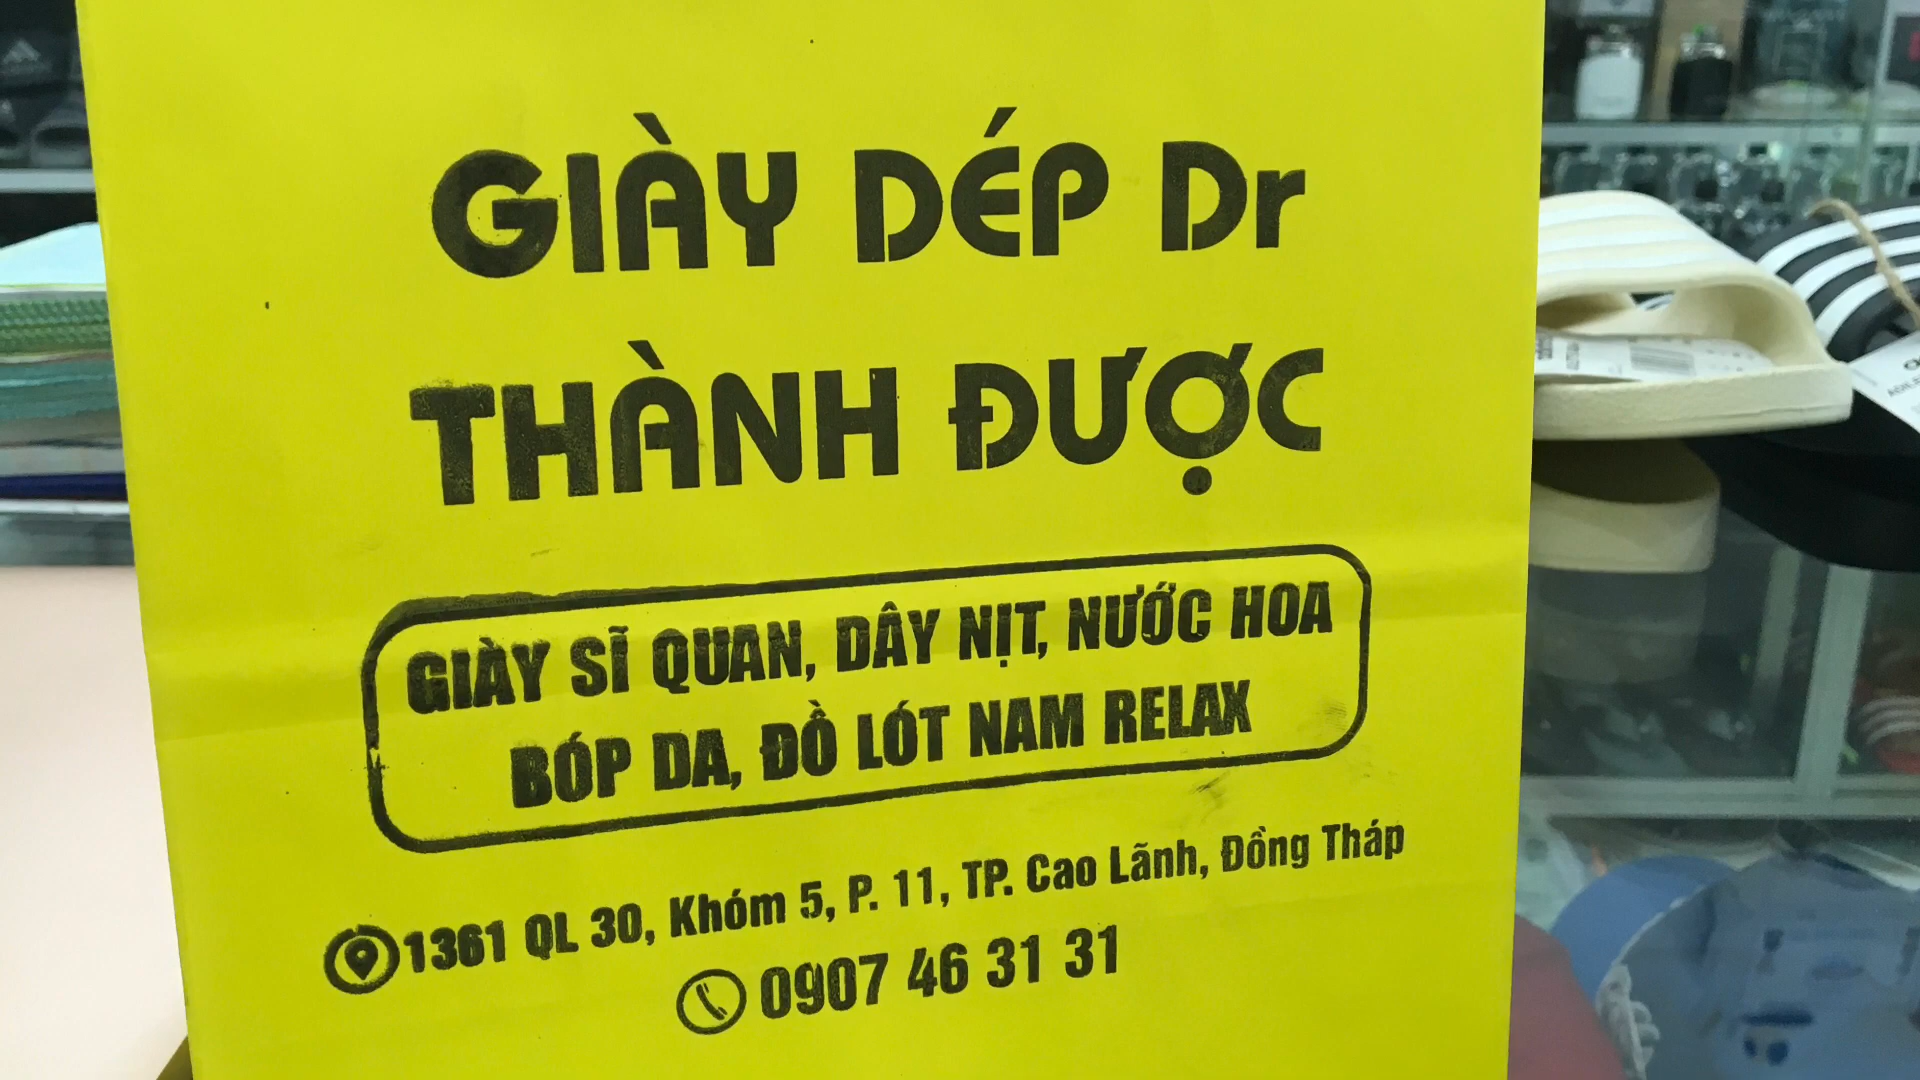 GIÀY DÉP Dr
THÀNH ĐƯỢC
GIÀY SĨ QUAN, DÂY NỊT, NƯỚC HOA
BÓP DA, ĐỒ LÓT NAM RELAX
1361 QL 30, Khóm 5, P. 11, TP. Cao Lãnh, Đồng Tháp
0907 46 31 31